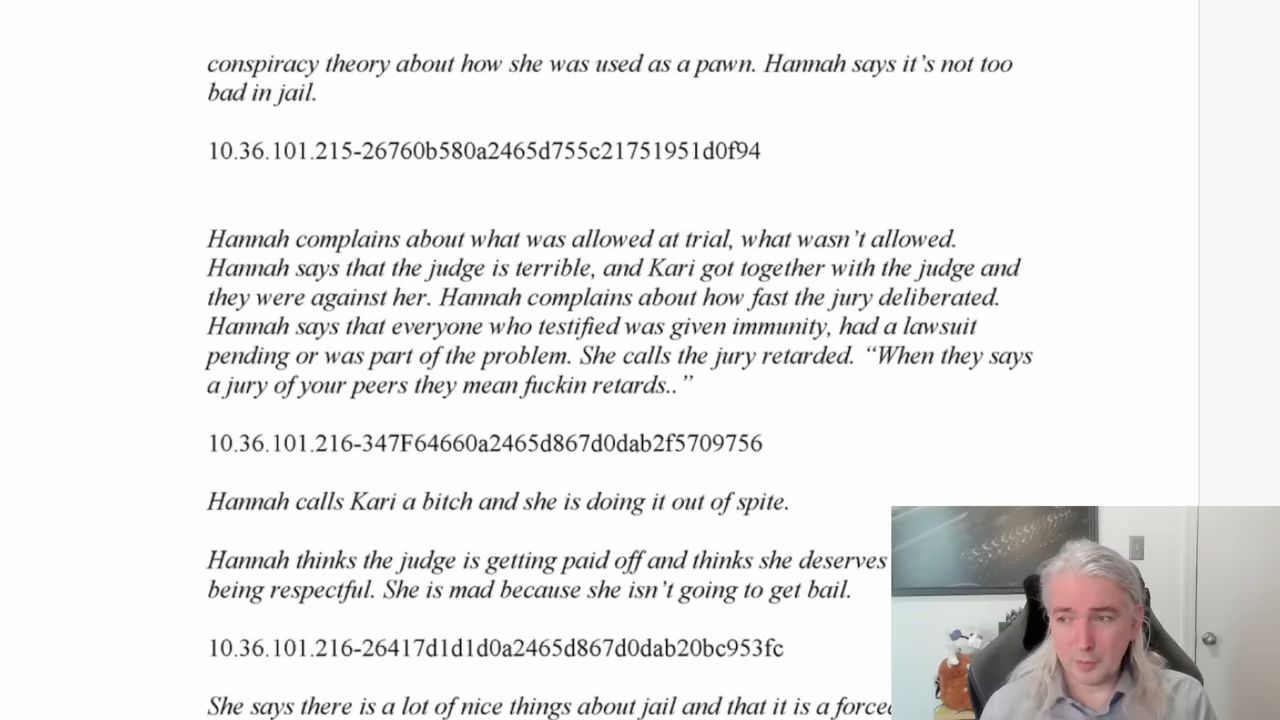 conspiracy theory about how she was used as a pawn. Hannah says it’s not too
bad in jail.
10.36.101.215-26760b580a2465d755c21751951d0f94
Hannah complains about what was allowed at trial, what wasn’t allowed.
Hannah says that the judge is terrible, and Kari got together with the judge and
they were against her. Hannah complains about how fast the jury deliberated.
Hannah says that everyone who testified was given immunity, had a lawsuit
pending or was part of the problem. She calls the jury retarded. “When they says
a jury of your peers they mean fuckin retards..”
10.36.101.216-347F64660a2465d867d0dab2f5709756
Hannah calls Kari a bitch and she is doing it out of spite.
Hannah thinks the judge is getting paid off and thinks she deserves
being respectful. She is mad because she isn’t going to get bail.
10.36.101.216-26417d1d1d0a2465d867d0dab20bc953fc
She says there is a lot of nice things about jail and that it is a forced